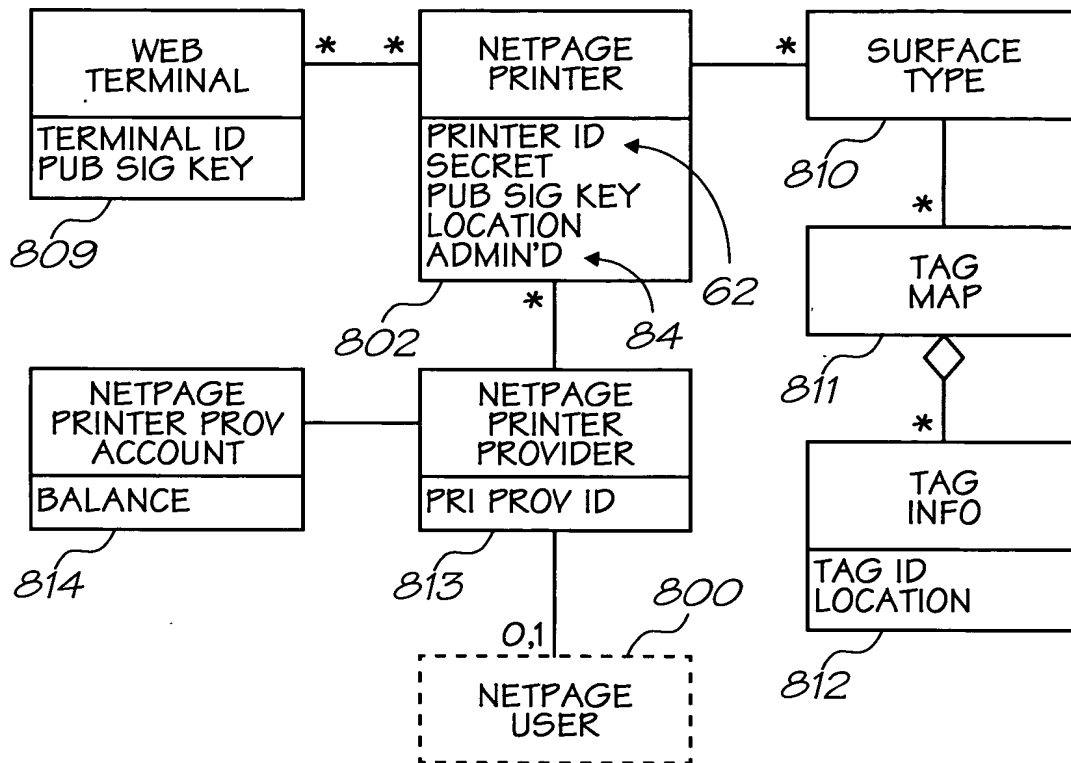 WEB
TERMINAL
TERMINAL ID
PUB SIG KEY
809
*
*
NETPAGE
PRINTER
PRINTER ID
SECRET
PUB SIG KEY
LOCATION
ADMIN'D
802
62
84
*
*
SURFACE
TYPE
810
*
TAG
MAP
811
*
TAG
INFO
TAG ID
LOCATION
812
NETPAGE
PRINTER PROV
ACCOUNT
BALANCE
814
NETPAGE
PRINTER
PROVIDER
PRI PROV ID
813
800
0,1
NETPAGE
USER